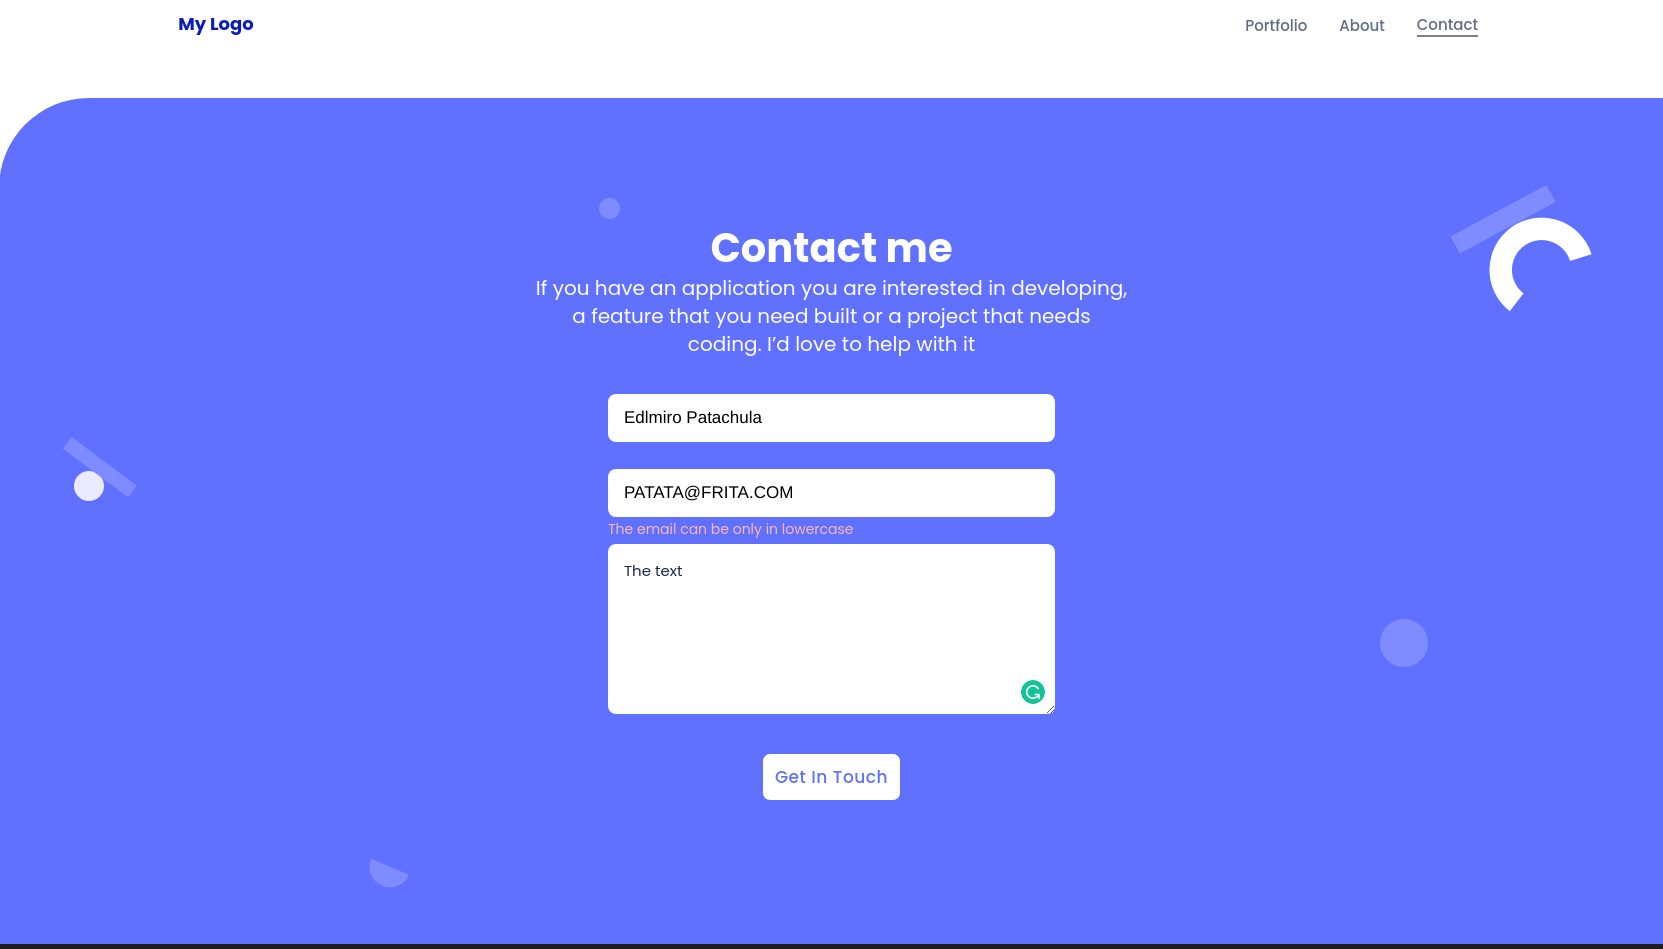 My Logo
Portfolio
About
Contact
Contact me
If you have an application you are interested in developing,
a feature that you need built or a project that needs
coding. I’d love to help with it
Edlmiro Patachula
PATATA@FRITA.COM
The email can be only in lowercase
The text
Get In Touch